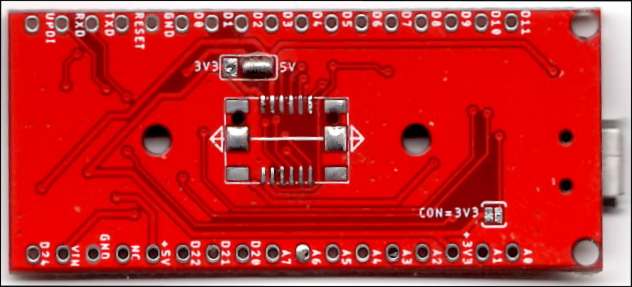 UPDI RXD TXD RESET GND D0 D1 D2 D3 D4 D5 D6 D7 D8 D9 D10 D11
3V3 5V
CON=3V3
D24 VIN GND NC +5V D22 D21 D20 A7 A6 A5 A4 A3 A2 +3V3 A1 A0